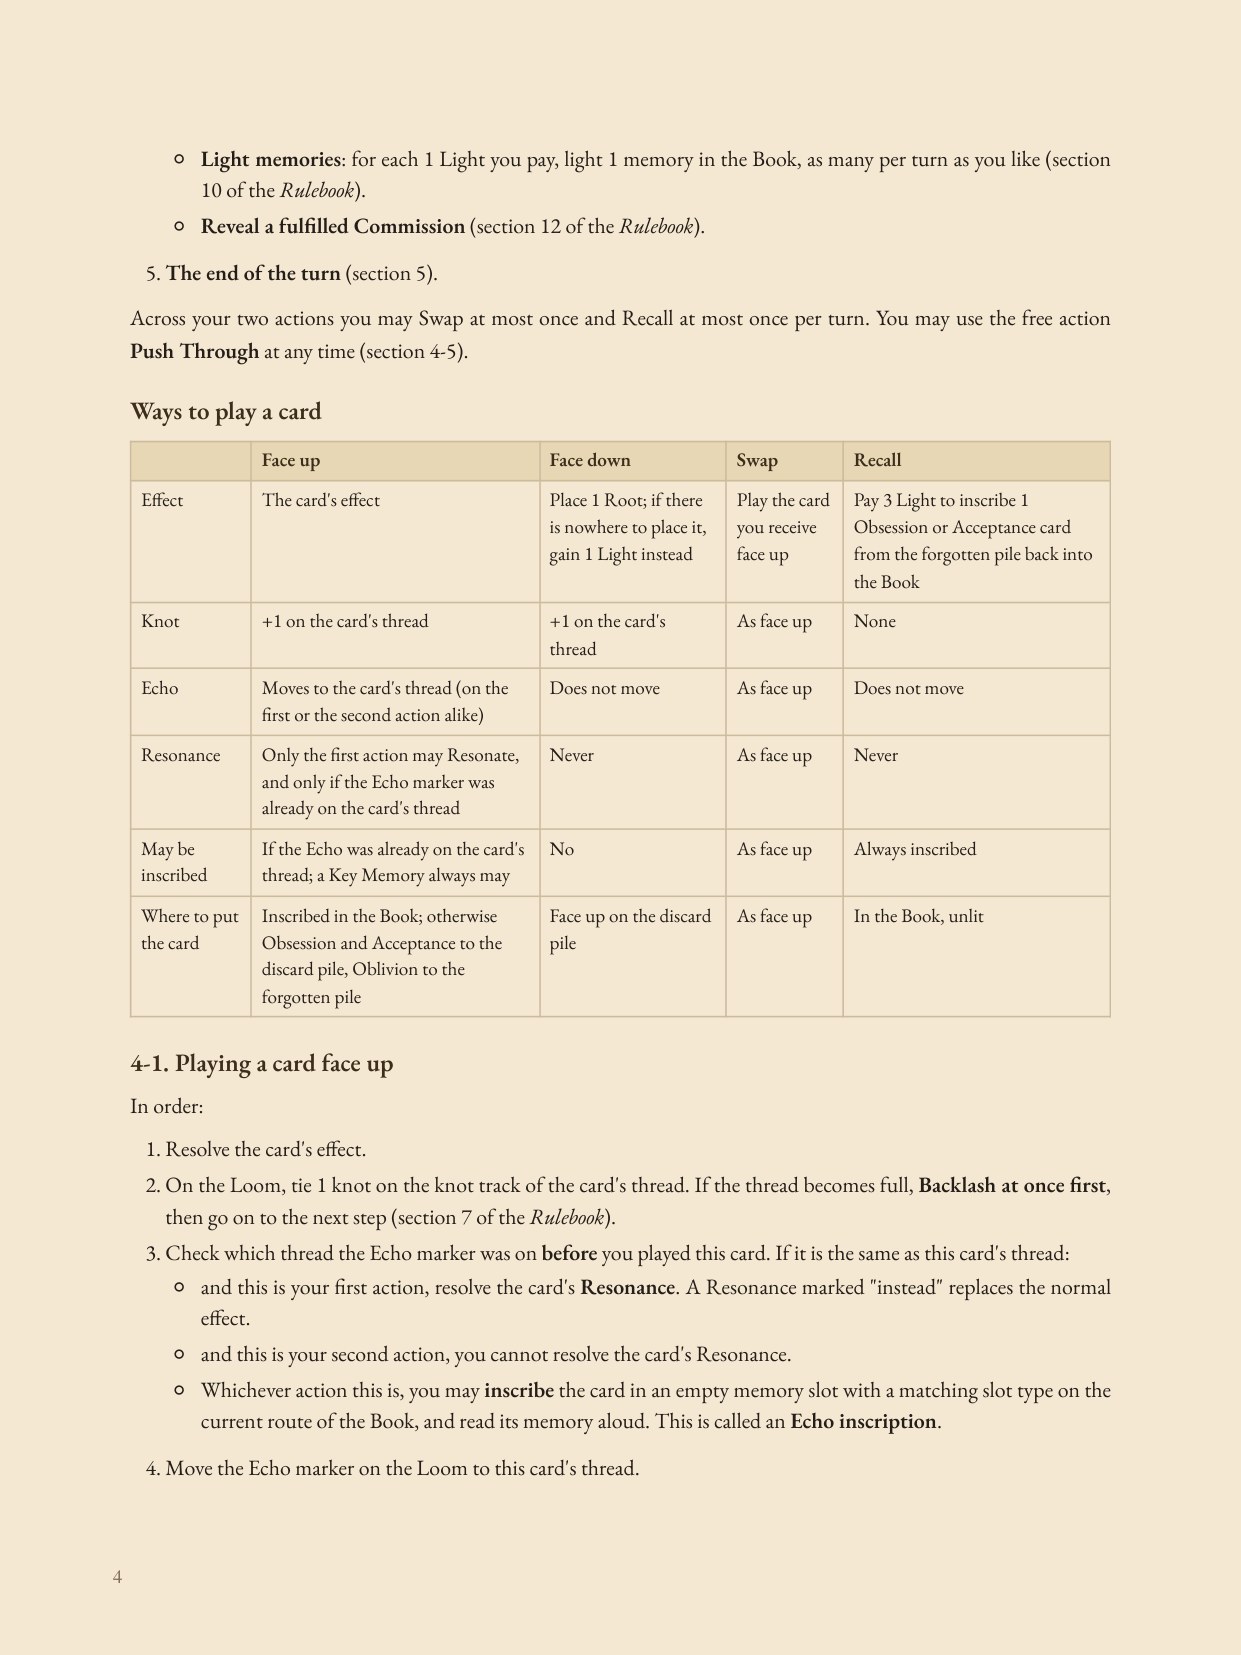 Light memories: for each 1 Light you pay, light 1 memory in the Book, as many per turn as you like (section
10 of the Rulebook).
Reveal a fulfilled Commission (section 12 of the Rulebook).
5. The end of the turn (section 5).
Across your two actions you may Swap at most once and Recall at most once per turn. You may use the free action
Push Through at any time (section 4-5).
Ways to play a card
Face up
Face down
Swap
Recall
Effect
The card's effect
Place 1 Root; if there
is nowhere to place it,
gain 1 Light instead
Play the card
you receive
face up
Pay 3 Light to inscribe 1
Obsession or Acceptance card
from the forgotten pile back into
the Book
Knot
+1 on the card's thread
+1 on the card's
thread
As face up
None
Echo
Moves to the card's thread (on the
first or the second action alike)
Does not move
As face up
Does not move
Resonance
Only the first action may Resonate,
and only if the Echo marker was
already on the card's thread
Never
As face up
Never
May be
inscribed
If the Echo was already on the card's
thread; a Key Memory always may
No
As face up
Always inscribed
Where to put
the card
Inscribed in the Book; otherwise
Obsession and Acceptance to the
discard pile, Oblivion to the
forgotten pile
Face up on the discard
pile
As face up
In the Book, unlit
4-1. Playing a card face up
In order:
1. Resolve the card's effect.
2. On the Loom, tie 1 knot on the knot track of the card's thread. If the thread becomes full, Backlash at once first,
then go on to the next step (section 7 of the Rulebook).
3. Check which thread the Echo marker was on before you played this card. If it is the same as this card's thread:
and this is your first action, resolve the card's Resonance. A Resonance marked "instead" replaces the normal
effect.
and this is your second action, you cannot resolve the card's Resonance.
Whichever action this is, you may inscribe the card in an empty memory slot with a matching slot type on the
current route of the Book, and read its memory aloud. This is called an Echo inscription.
4. Move the Echo marker on the Loom to this card's thread.
4